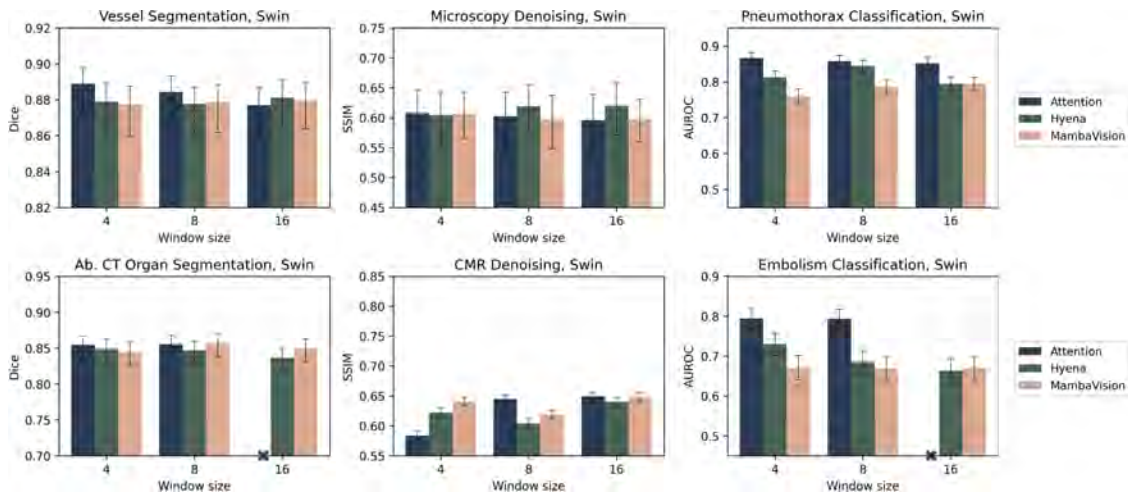 Vessel Segmentation, Swin
Dice
0.92
0.90
0.88
0.86
0.84
0.82
4 8 16
Window size
Microscopy Denoising, Swin
SSIM
0.75
0.70
0.65
0.60
0.55
0.50
0.45
4 8 16
Window size
Pneumothorax Classification, Swin
AUROC
0.9
0.8
0.7
0.6
0.5
4 8 16
Window size
Attention
Hyena
MambaVision
Ab. CT Organ Segmentation, Swin
Dice
0.95
0.90
0.85
0.80
0.75
0.70
4 8 16
Window size
CMR Denoising, Swin
SSIM
0.85
0.80
0.75
0.70
0.65
0.60
0.55
4 8 16
Window size
Embolism Classification, Swin
AUROC
0.9
0.8
0.7
0.6
0.5
4 8 16
Window size
Attention
Hyena
MambaVision